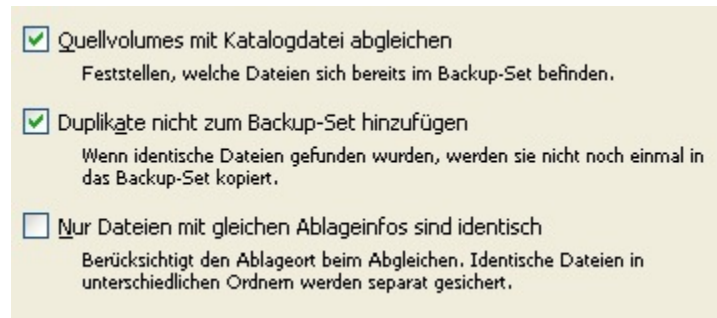 Quellvolumes mit Katalogdatei abgleichen
Feststellen, welche Dateien sich bereits im Backup-Set befinden.
Duplikate nicht zum Backup-Set hinzufügen
Wenn identische Dateien gefunden wurden, werden sie nicht noch einmal in
das Backup-Set kopiert.
Nur Dateien mit gleichen Ablageinfos sind identisch
Berücksichtigt den Ablageort beim Abgleichen. Identische Dateien in
unterschiedlichen Ordnern werden separat gesichert.